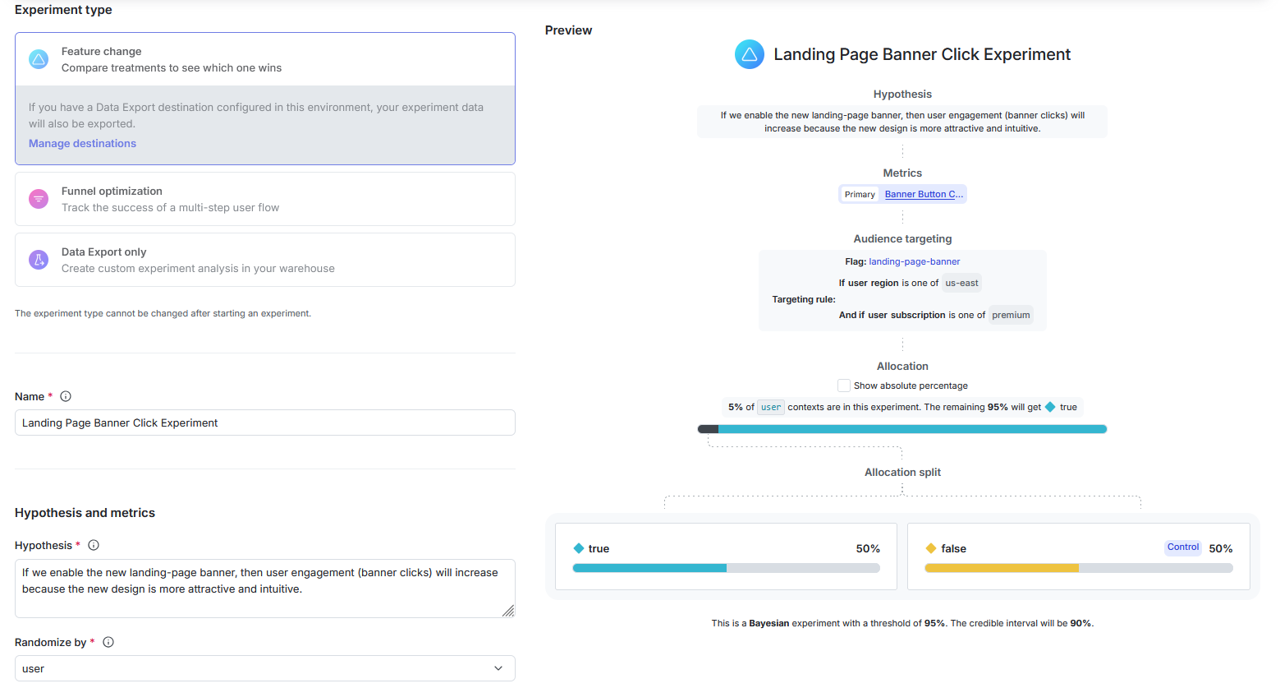 Experiment type
Feature change
Compare treatments to see which one wins
If you have a Data Export destination configured in this environment, your experiment data
will also be exported.
Manage destinations
Funnel optimization
Track the success of a multi-step user flow
Data Export only
Create custom experiment analysis in your warehouse
The experiment type cannot be changed after starting an experiment.
Name *
Landing Page Banner Click Experiment
Hypothesis and metrics
Hypothesis *
If we enable the new landing-page banner, then user engagement (banner clicks) will increase
because the new design is more attractive and intuitive.
Randomize by *
user
Preview
Landing Page Banner Click Experiment
Hypothesis
If we enable the new landing-page banner, then user engagement (banner clicks) will
increase because the new design is more attractive and intuitive.
Metrics
Primary Banner Button C...
Audience targeting
Flag: landing-page-banner
If user region is one of us-east
Targeting rule:
And if user subscription is one of premium
Allocation
Show absolute percentage
5% of user contexts are in this experiment. The remaining 95% will get true
Allocation split
true 50%
false Control 50%
This is a Bayesian experiment with a threshold of 95%. The credible interval will be 90%.